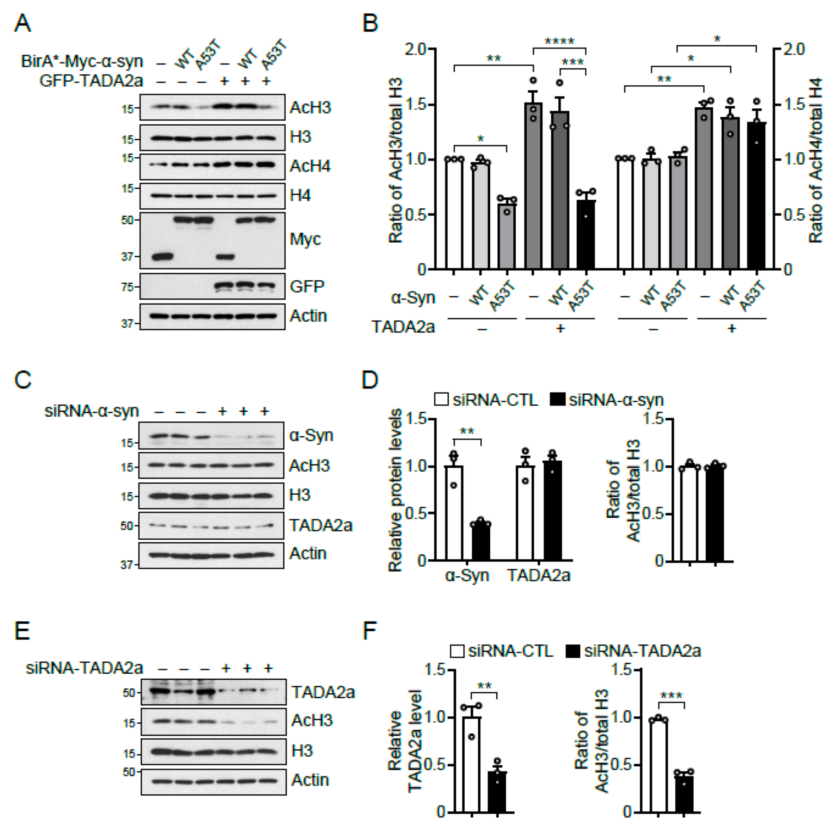 A
BirA*-Myc-α-syn – WT A53T – WT A53T
GFP-TADA2a – – – + + +
15 AcH3
15 H3
15 AcH4
15 H4
50 37 Myc
75 GFP
37 Actin
B
Ratio of AcH3/total H3
2.0
1.5
1.0
0.5
0
** **** *** * * * **
2.0
1.5
1.0
0.5
0
Ratio of AcH4/total H4
α-Syn – WT A53T – WT A53T – WT A53T – WT A53T
TADA2a – + – +
C
siRNA-α-syn – – – + + +
15 α-Syn
15 AcH3
15 H3
50 TADA2a
37 Actin
D
siRNA-CTL siRNA-α-syn
Relative protein levels
1.5
1.0
0.5
0
**
α-Syn TADA2a
Ratio of
AcH3/total H3
1.5
1.0
0.5
0
E
siRNA-TADA2a – – – + + +
50 TADA2a
15 AcH3
15 H3
50 Actin
F
siRNA-CTL siRNA-TADA2a
Relative
TADA2a level
1.5
1.0
0.5
0
**
Ratio of
AcH3/total H3
1.5
1.0
0.5
0
***